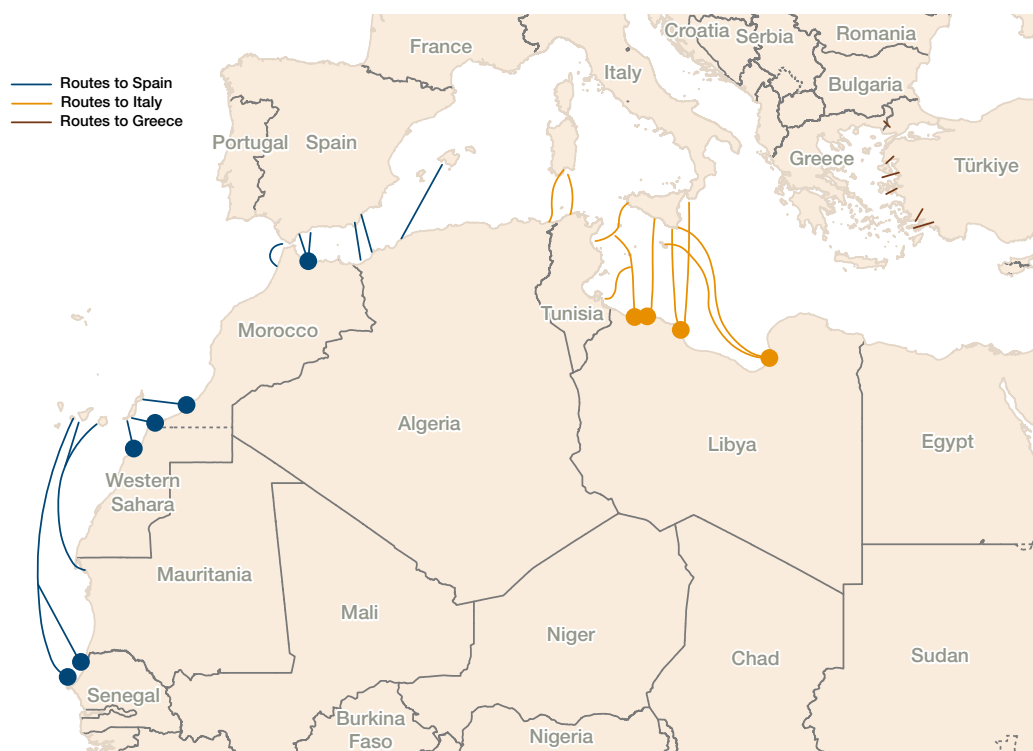 Croatia
Serbia
Romania
France
Italy
Routes to Spain
Bulgaria
Routes to Italy
Routes to Greece
Portugal
Spain
Greece
Türkiye
Tunisia
Morocco
Algeria
Libya
Egypt
Western
Sahara
Mauritania
Mali
Niger
Chad
Sudan
Senegal
Burkina
Faso
Nigeria